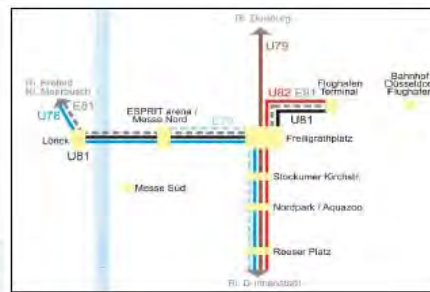 Ri. Duisburg
U79
Ri. Krefeld
Ri. Meerbusch
E81
U76
ESPRIT arena /
Messe Nord
E79
U82 E81
Flughafen
Terminal
Bahnhof
Düsseldorf
Flughafen
U81
Lörick
U81
Freiligrathplatz
Messe Süd
Stockumer Kirchstr.
Nordpark / Aquazoo
Reeser Platz
Ri. D-Innenstadt